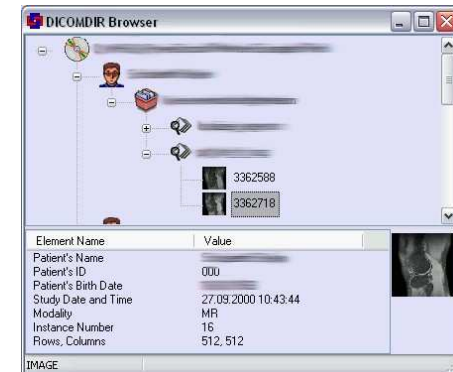 DICOMDIR Browser
3362588
3362718
Element Name Value
Patient's Name
Patient's ID 000
Patient's Birth Date
Study Date and Time 27.09.2000 10:43:44
Modality MR
Instance Number 16
Rows, Columns 512, 512
IMAGE